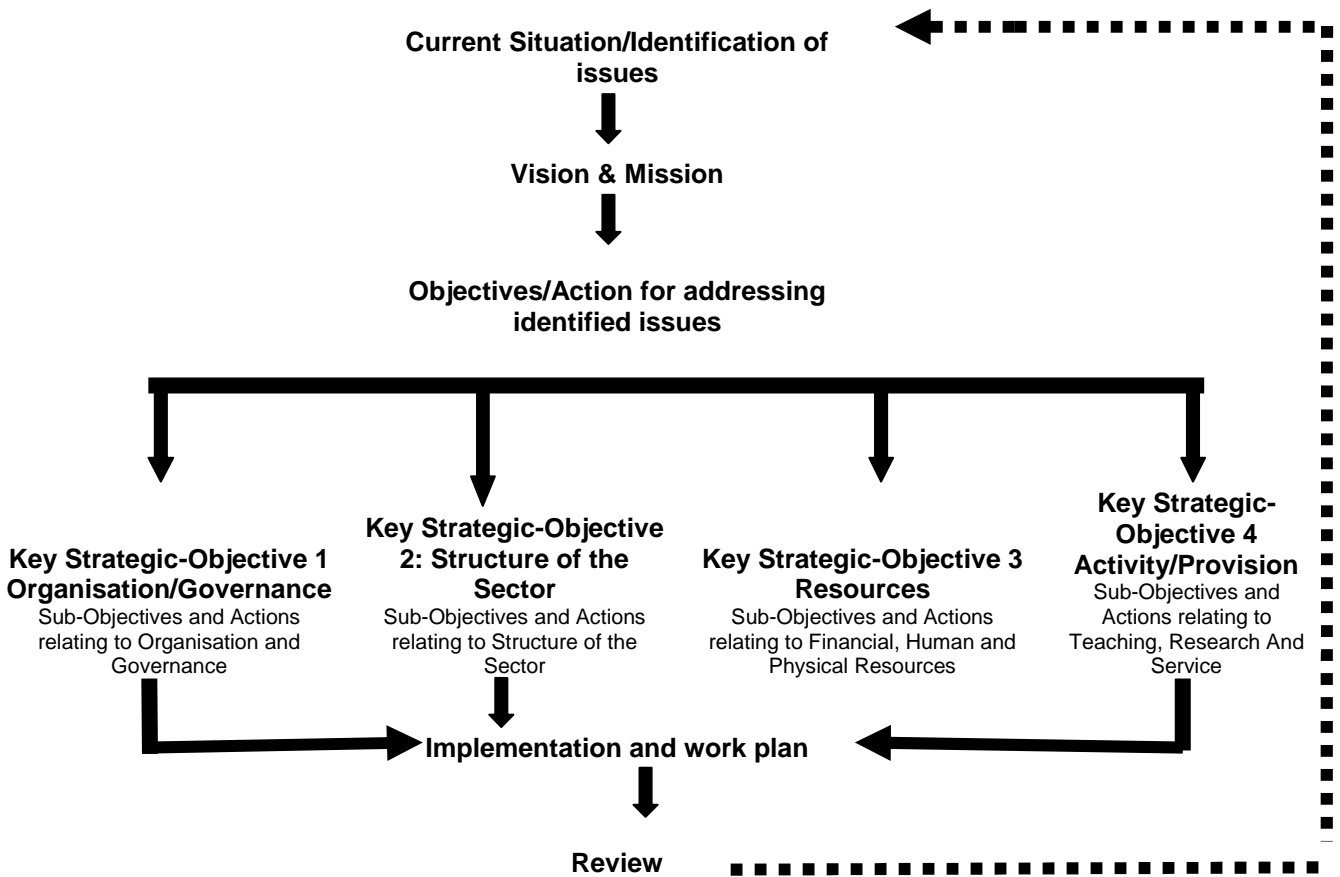 Current Situation/Identification of
issues
Vision & Mission
Objectives/Action for addressing
identified issues
Key Strategic-Objective 1
Organisation/Governance
Sub-Objectives and Actions
relating to Organisation and
Governance
Key Strategic-Objective
2: Structure of the
Sector
Sub-Objectives and Actions
relating to Structure of the
Sector
Key Strategic-Objective 3
Resources
Sub-Objectives and Actions
relating to Financial, Human and
Physical Resources
Key Strategic-
Objective 4
Activity/Provision
Sub-Objectives and
Actions relating to
Teaching, Research And
Service
Implementation and work plan
Review